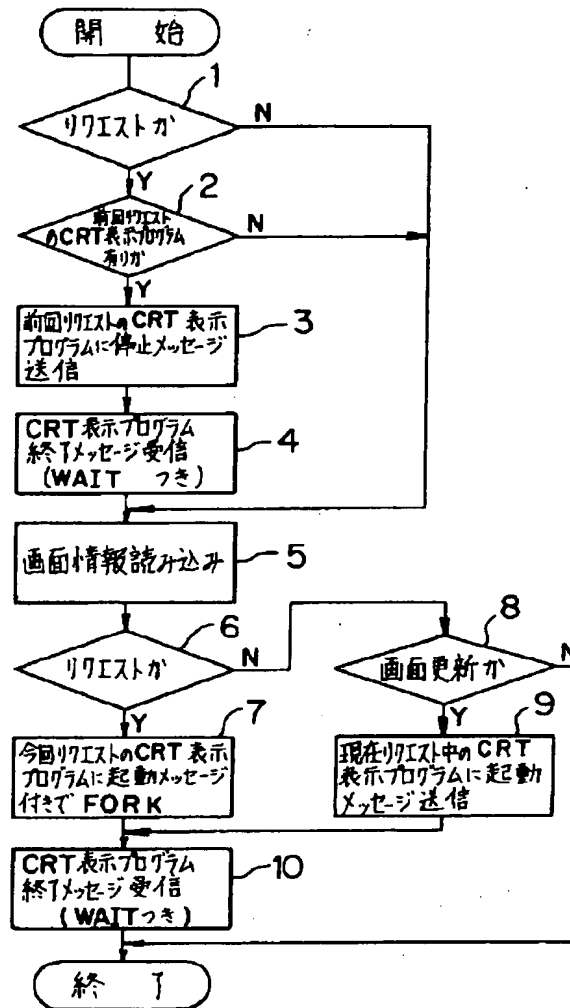 開 始
1
リクエストか
N
Y
2
前回リクエスト
のCRT表示プログラム
有りか
N
Y
3
前回リクエストのCRT表示
プログラムに停止メッセージ
送信
4
CRT表示プログラム
終了メッセージ受信
(WAIT つき)
5
画面情報読み込み
6
リクエストか
N
Y
7
今回リクエストのCRT表示
プログラムに起動メッセージ
付きでFORK
8
画面更新か
N
Y
9
現在リクエスト中のCRT
表示プログラムに起動
メッセージ送信
10
CRT表示プログラム
終了メッセージ受信
(WAITつき)
終 了